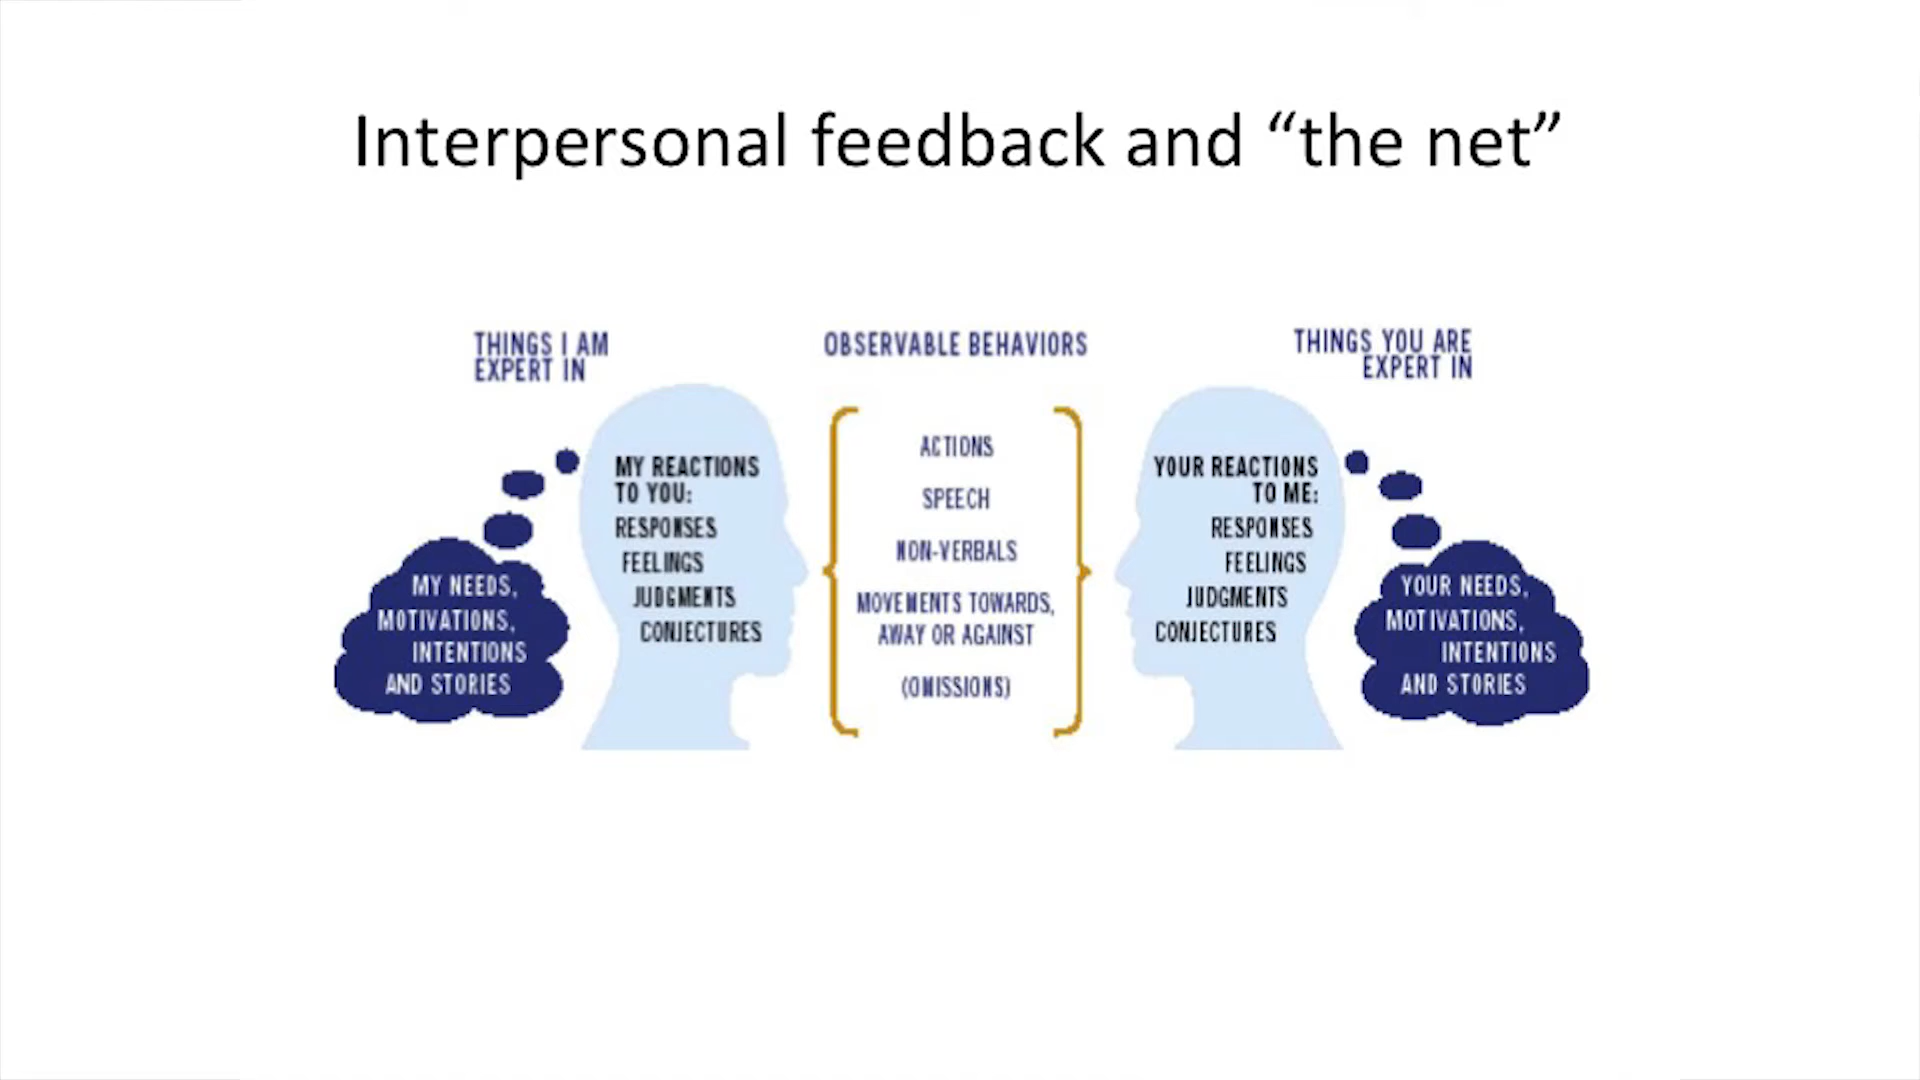 Interpersonal feedback and “the net”
THINGS I AM
EXPERT IN
MY REACTIONS
TO YOU:
RESPONSES
FEELINGS
JUDGMENTS
CONJECTURES
MY NEEDS,
MOTIVATIONS,
INTENTIONS
AND STORIES
OBSERVABLE BEHAVIORS
ACTIONS
SPEECH
NON-VERBALS
MOVEMENTS TOWARDS,
AWAY OR AGAINST
(OMISSIONS)
THINGS YOU ARE
EXPERT IN
YOUR REACTIONS
TO ME:
RESPONSES
FEELINGS
JUDGMENTS
CONJECTURES
YOUR NEEDS,
MOTIVATIONS,
INTENTIONS
AND STORIES